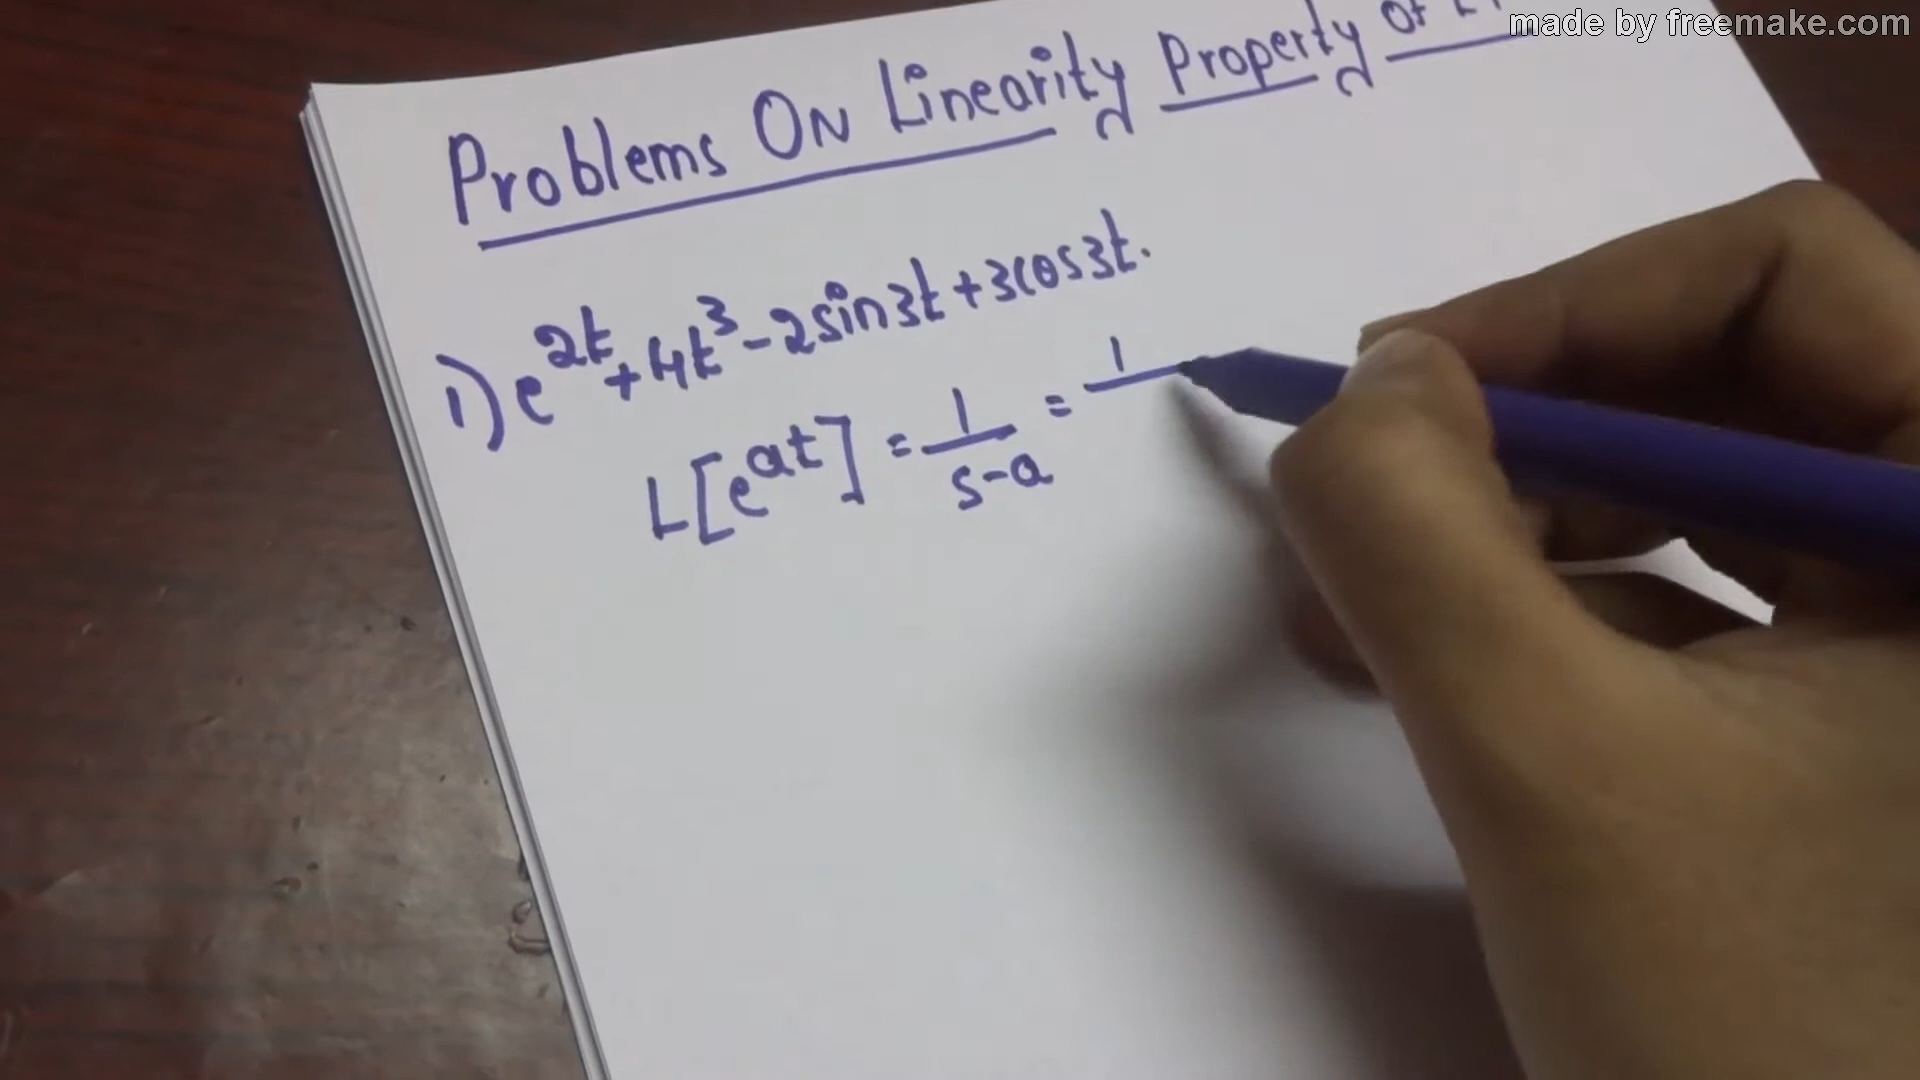 made by freemake.com
Problems On Linearity Property Of
1) e^2t + 4t^3 - 2sin3t + 3cos3t.
L[e^at] = 1/s-a = 1/